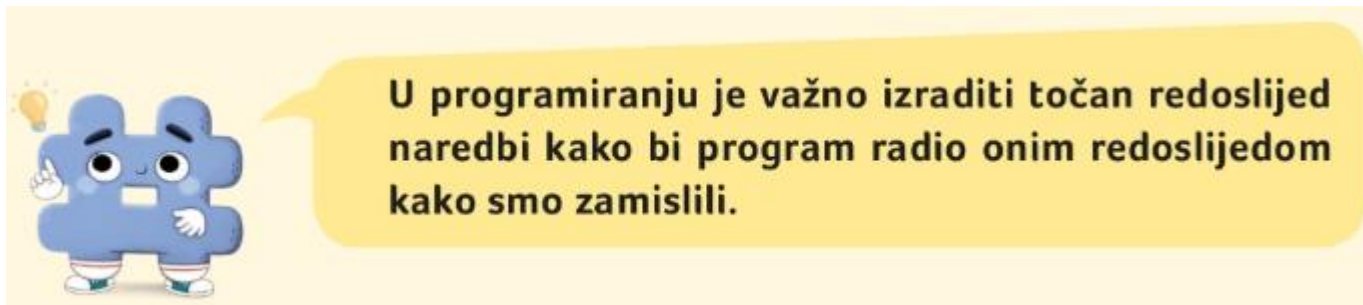 U programiranju je važno izraditi točan redoslijed
naredbi kako bi program radio onim redoslijedom
kako smo zamislili.